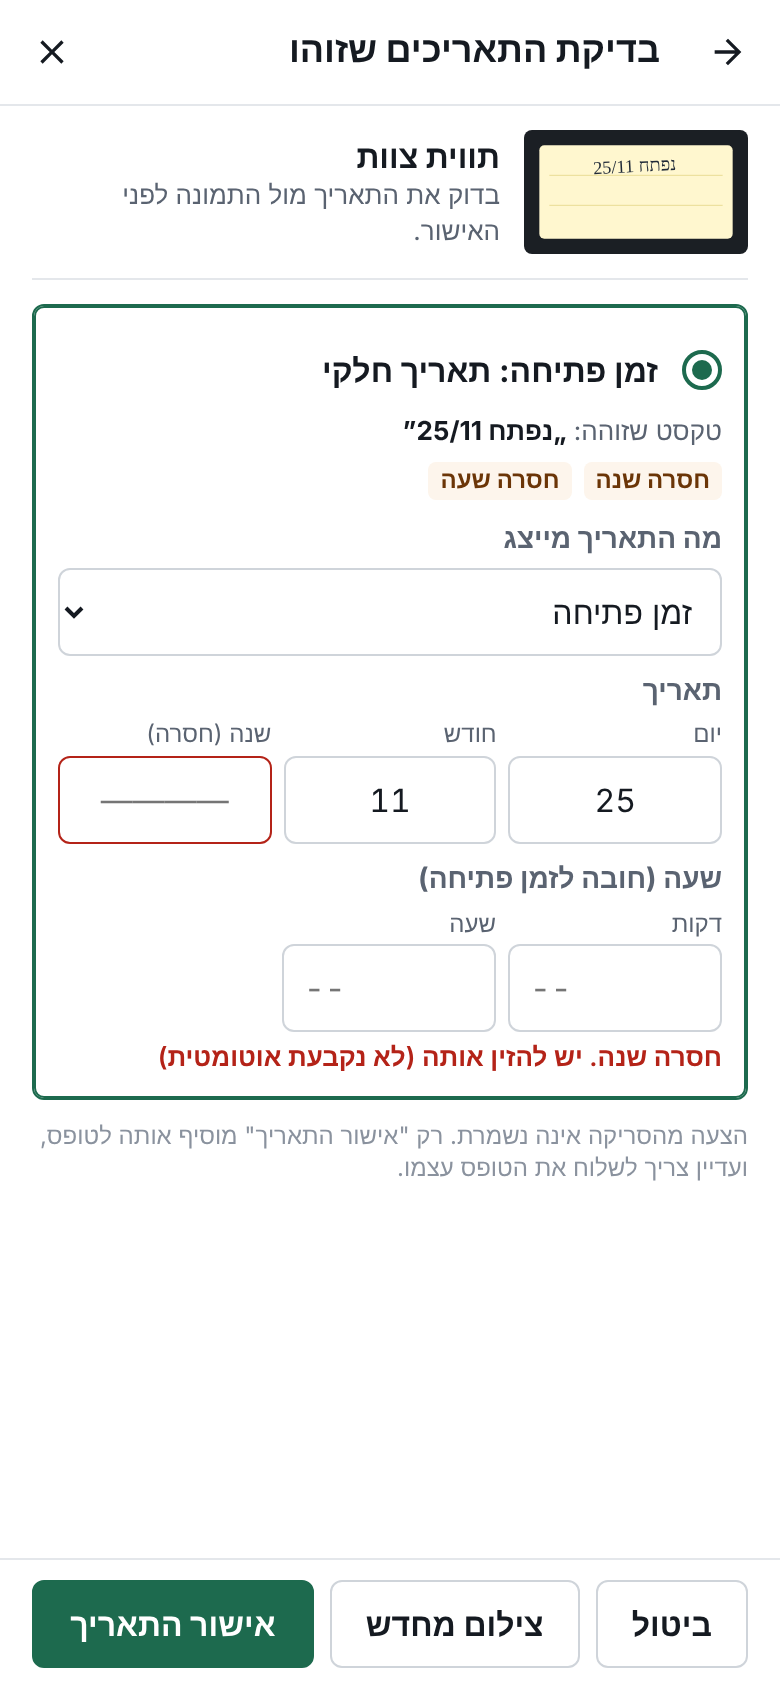 בדיקת התאריכים שזוהו
נפתח 25/11
תווית צוות
בדוק את התאריך מול התמונה לפני
האישור.
זמן פתיחה: תאריך חלקי
טקסט שזוהה: „נפתח 25/11”
חסרה שנה
חסרה שעה
מה התאריך מייצג
זמן פתיחה
תאריך
יום
חודש
שנה (חסרה)
25
11
————
שעה (חובה לזמן פתיחה)
דקות
שעה
--
--
חסרה שנה. יש להזין אותה (לא נקבעת אוטומטית)
הצעה מהסריקה אינה נשמרת. רק "אישור התאריך" מוסיף אותה לטופס,
ועדיין צריך לשלוח את הטופס עצמו.
ביטול
צילום מחדש
אישור התאריך